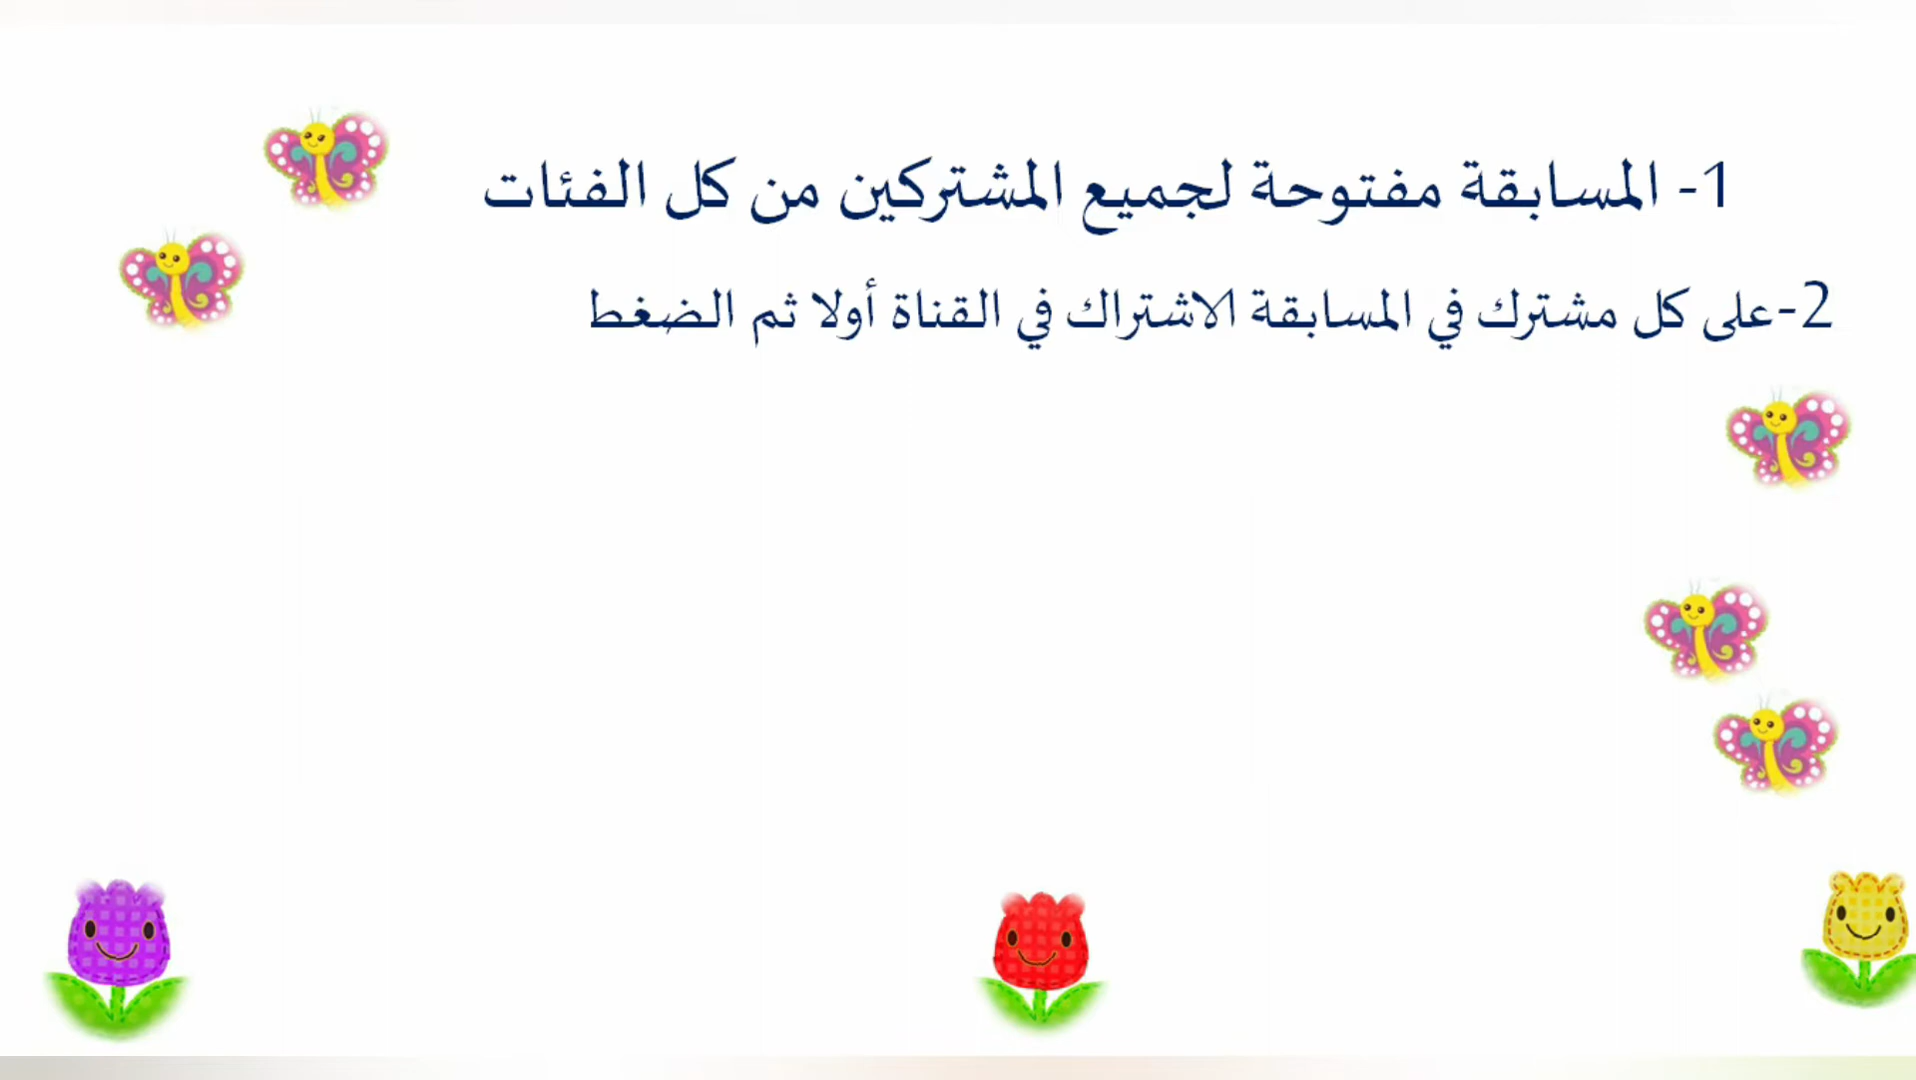 1- المسابقة مفتوحة لجميع المشتركين من كل الفئات
2-على كل مشترك في المسابقة الاشتراك في القناة أولا ثم الضغط